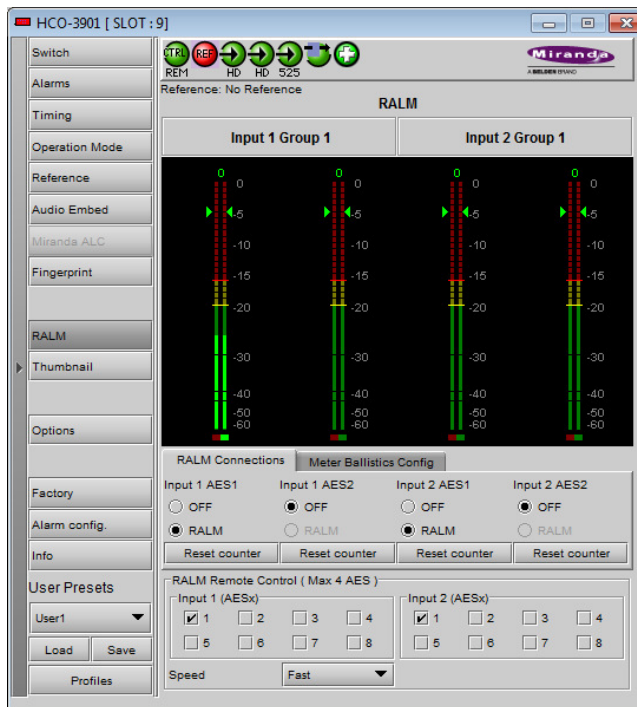 HCO-3901 [ SLOT : 9]
Switch
Alarms
Timing
Operation Mode
Reference
Audio Embed
Miranda ALC
Fingerprint
RALM
Thumbnail
Options
Factory
Alarm config.
Info
User Presets
User1
Load Save
Profiles
CTRL REF
REM HD HD 525
Miranda
A BELDEN BRAND
Reference: No Reference
RALM
Input 1 Group 1 Input 2 Group 1
0 0 0 0
0 0 0 0
-5 -5 -5 -5
-10 -10 -10 -10
-15 -15 -15 -15
-20 -20 -20 -20
-30 -30 -30 -30
-40 -40 -40 -40
-50 -50 -50 -50
-60 -60 -60 -60
RALM Connections Meter Ballistics Config
Input 1 AES1 Input 1 AES2 Input 2 AES1 Input 2 AES2
OFF OFF OFF OFF
RALM RALM RALM RALM
Reset counter Reset counter Reset counter Reset counter
RALM Remote Control ( Max 4 AES )
Input 1 (AESx) Input 2 (AESx)
1 2 3 4 1 2 3 4
5 6 7 8 5 6 7 8
Speed Fast